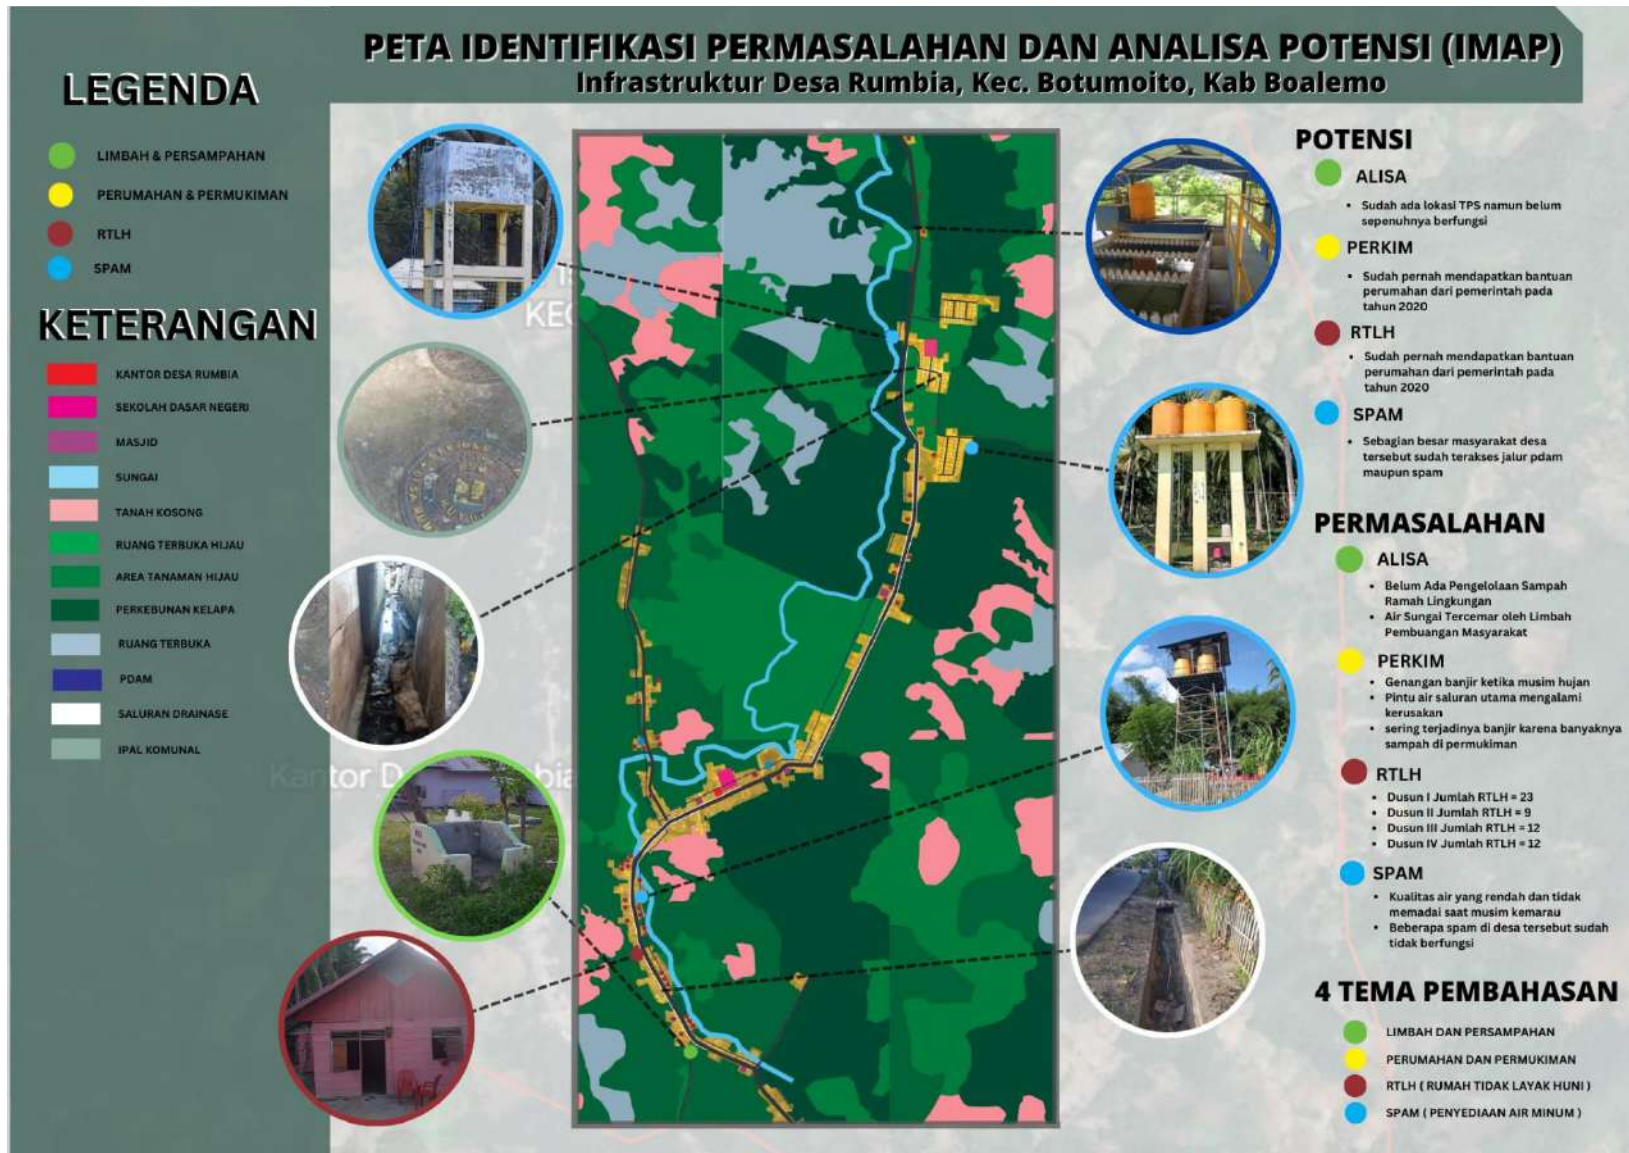 PETA IDENTIFIKASI PERMASALAHAN DAN ANALISA POTENSI (IMAP)
Infrastruktur Desa Rumbia, Kec. Botumoito, Kab Boalemo
LEGENDA
LIMBAH & PERSAMPAHAN
PERUMAHAN & PERMUKIMAN
RTLH
SPAM
KETERANGAN
KANTOR DESA RUMBIA
SEKOLAH DASAR NEGERI
MASJID
SUNGAI
TANAH KOSONG
RUANG TERBUKA HIJAU
AREA TANAMAN HIJAU
PERKEBUNAN KELAPA
RUANG TERBUKA
PDAM
SALURAN DRAINASE
IPAL KOMUNAL
POTENSI
ALISA
• Sudah ada lokasi TPS namun belum
sepenuhnya berfungsi
PERKIM
• Sudah pernah mendapatkan bantuan
perumahan dari pemerintah pada
tahun 2020
RTLH
• Sudah pernah mendapatkan bantuan
perumahan dari pemerintah pada
tahun 2020
SPAM
• Sebagian besar masyarakat desa
tersebut sudah terakses jalur pdam
maupun spam
PERMASALAHAN
ALISA
• Belum Ada Pengelolaan Sampah
Ramah Lingkungan
• Air Sungai Tercemar oleh Limbah
Pembuangan Masyarakat
PERKIM
• Genangan banjir ketika musim hujan
• Pintu air saluran utama mengalami
kerusakan
• sering terjadinya banjir karena banyaknya
sampah di permukiman
RTLH
• Dusun I Jumlah RTLH = 23
• Dusun II Jumlah RTLH = 9
• Dusun III Jumlah RTLH = 12
• Dusun IV Jumlah RTLH = 12
SPAM
• Kualitas air yang rendah dan tidak
memadai saat musim kemarau
• Beberapa spam di desa tersebut sudah
tidak berfungsi
4 TEMA PEMBAHASAN
LIMBAH DAN PERSAMPAHAN
PERUMAHAN DAN PERMUKIMAN
RTLH ( RUMAH TIDAK LAYAK HUNI )
SPAM ( PENYEDIAAN AIR MINUM )